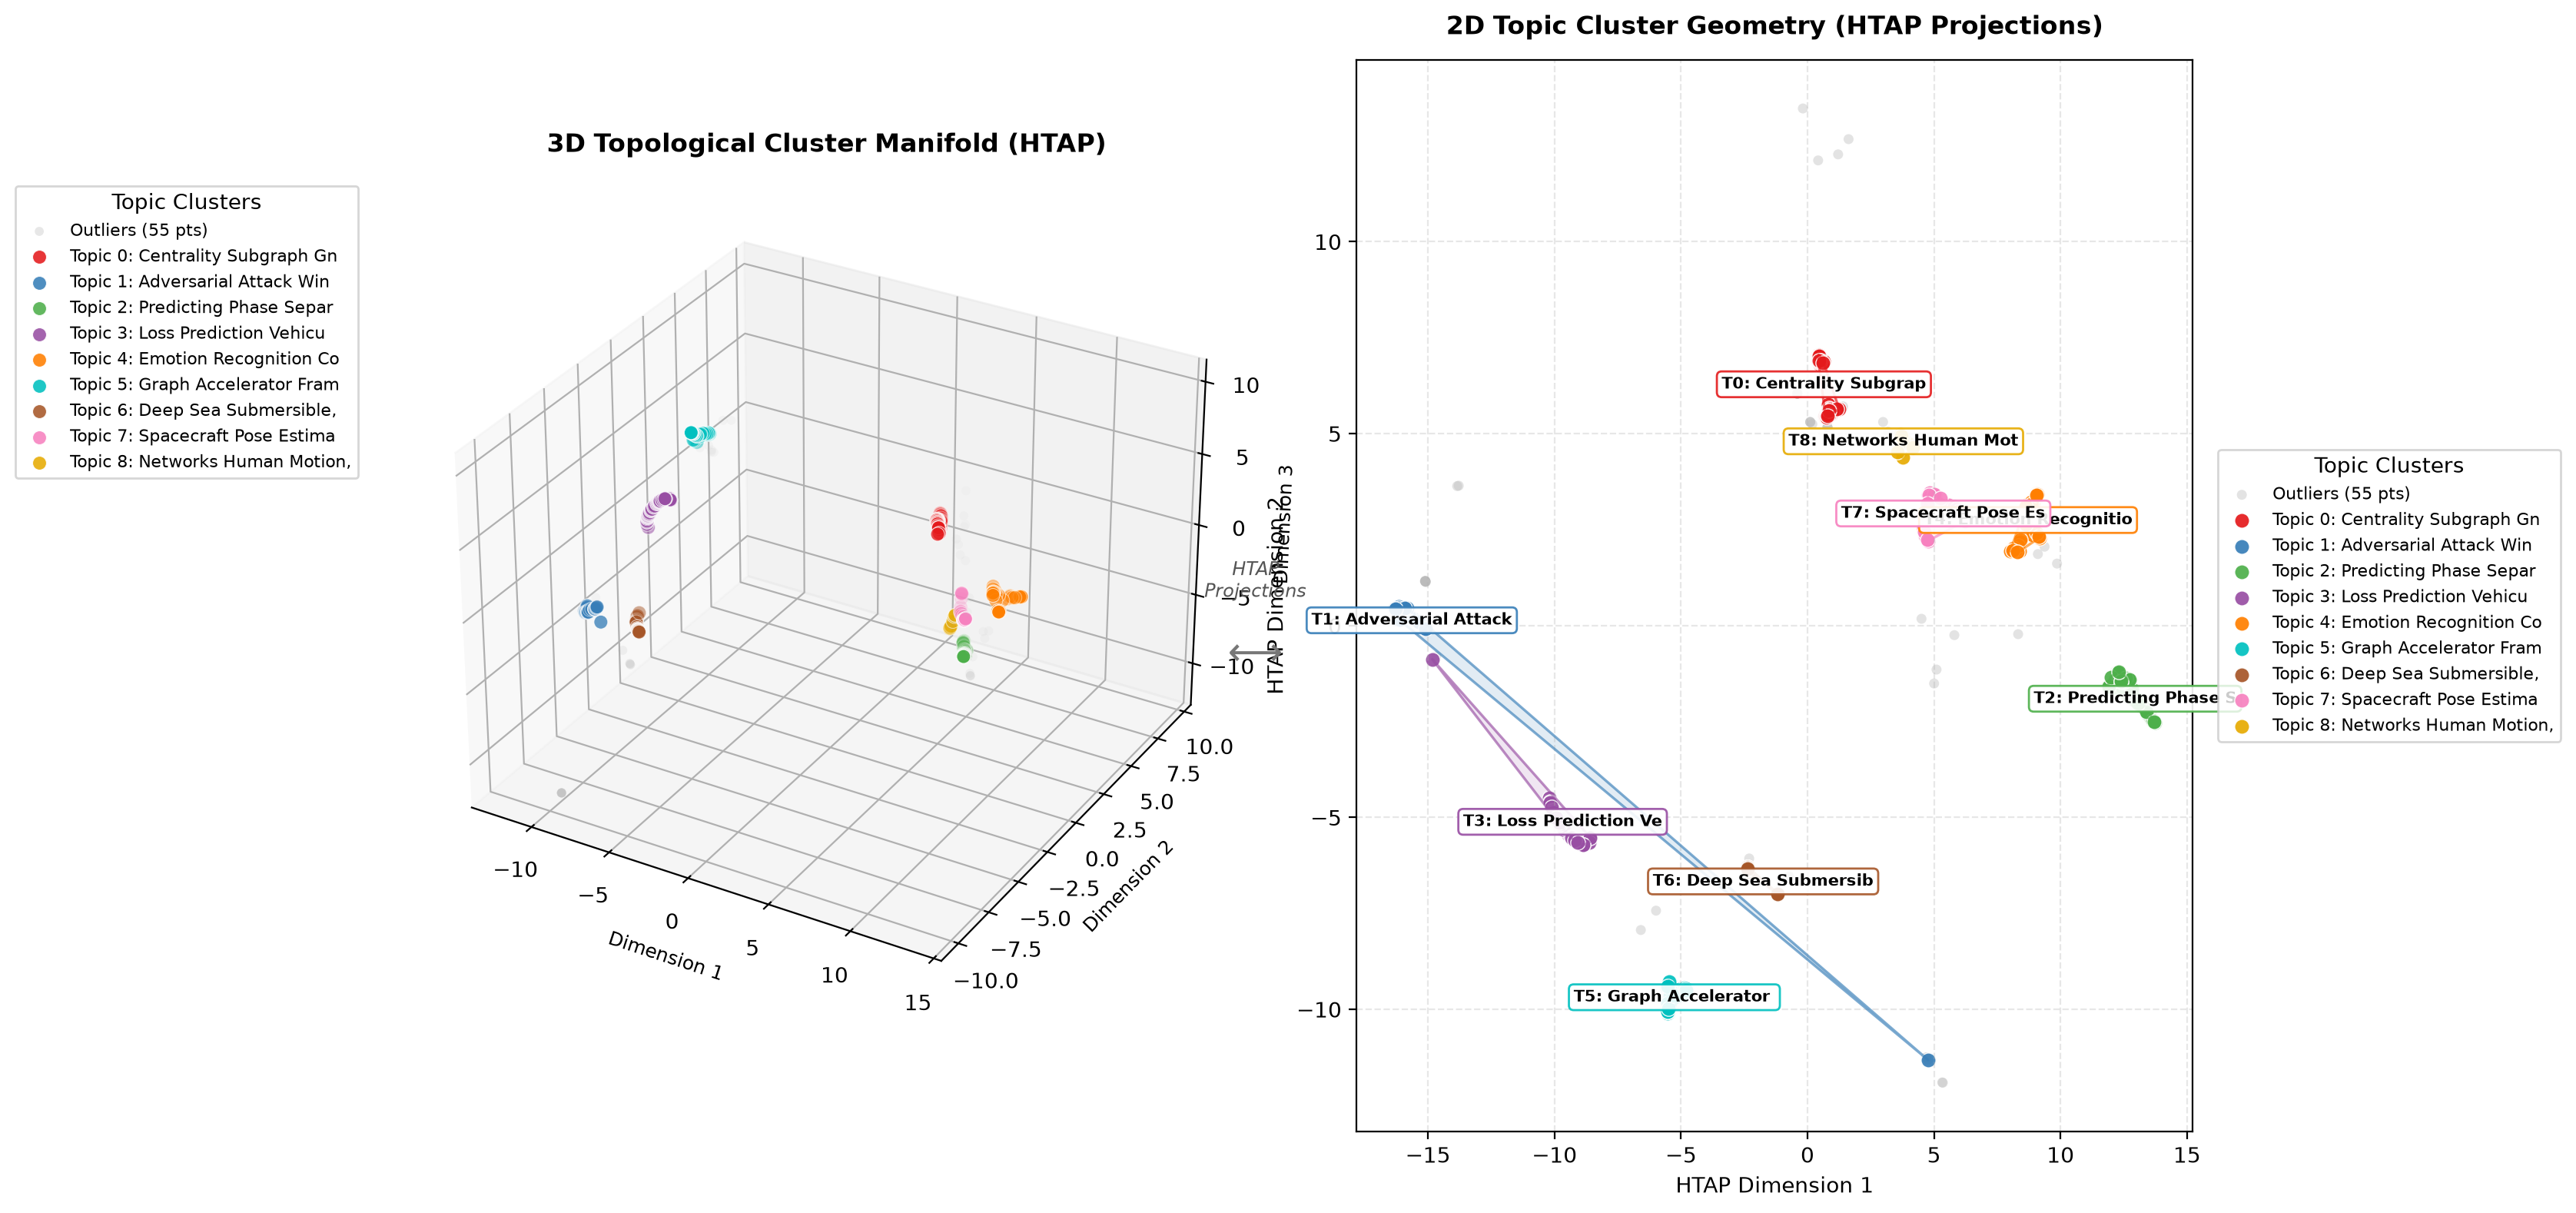 2D Topic Cluster Geometry (HTAP Projections)
3D Topological Cluster Manifold (HTAP)
Topic Clusters
Outliers (55 pts)
Topic 0: Centrality Subgraph Gn
Topic 1: Adversarial Attack Win
Topic 2: Predicting Phase Separ
Topic 3: Loss Prediction Vehicu
Topic 4: Emotion Recognition Co
Topic 5: Graph Accelerator Fram
Topic 6: Deep Sea Submersible,
Topic 7: Spacecraft Pose Estima
Topic 8: Networks Human Motion,
10
5
0
−5
−10
Dimension 3
10.0
7.5
5.0
2.5
0.0
−2.5
−5.0
−7.5
−10.0
Dimension 2
−10
−5
0
5
10
15
Dimension 1
HTAP
Projections
HTAP Dimension 2
10
5
−5
−10
T0: Centrality Subgrap
T8: Networks Human Mot
T7: Spacecraft Pose Es
T4: Emotion Recognitio
T1: Adversarial Attack
T2: Predicting Phase S
T3: Loss Prediction Ve
T6: Deep Sea Submersib
T5: Graph Accelerator
−15
−10
−5
0
5
10
15
HTAP Dimension 1
Topic Clusters
Outliers (55 pts)
Topic 0: Centrality Subgraph Gn
Topic 1: Adversarial Attack Win
Topic 2: Predicting Phase Separ
Topic 3: Loss Prediction Vehicu
Topic 4: Emotion Recognition Co
Topic 5: Graph Accelerator Fram
Topic 6: Deep Sea Submersible,
Topic 7: Spacecraft Pose Estima
Topic 8: Networks Human Motion,